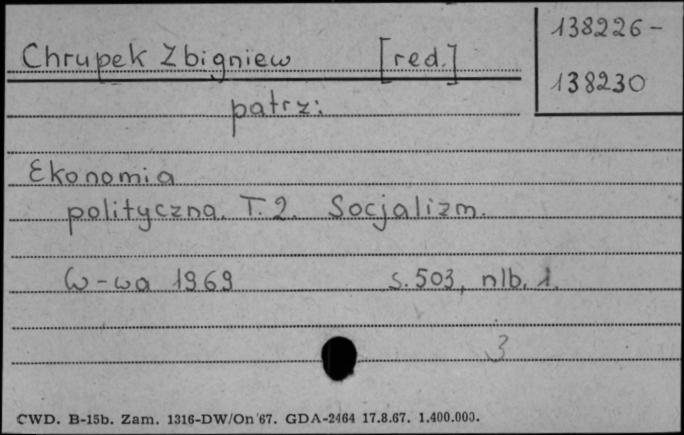 138226-
138230
Chrupek Zbigniew [red.]
patrz:
Ekonomia
polityczna. T. 2. Socjalizm.
W-wa 1969 s. 503, nlb. 1.
3
CWD. B-15b. Zam. 1316-DW/On 67. GDA-2464 17.8.67. 1.400.000.